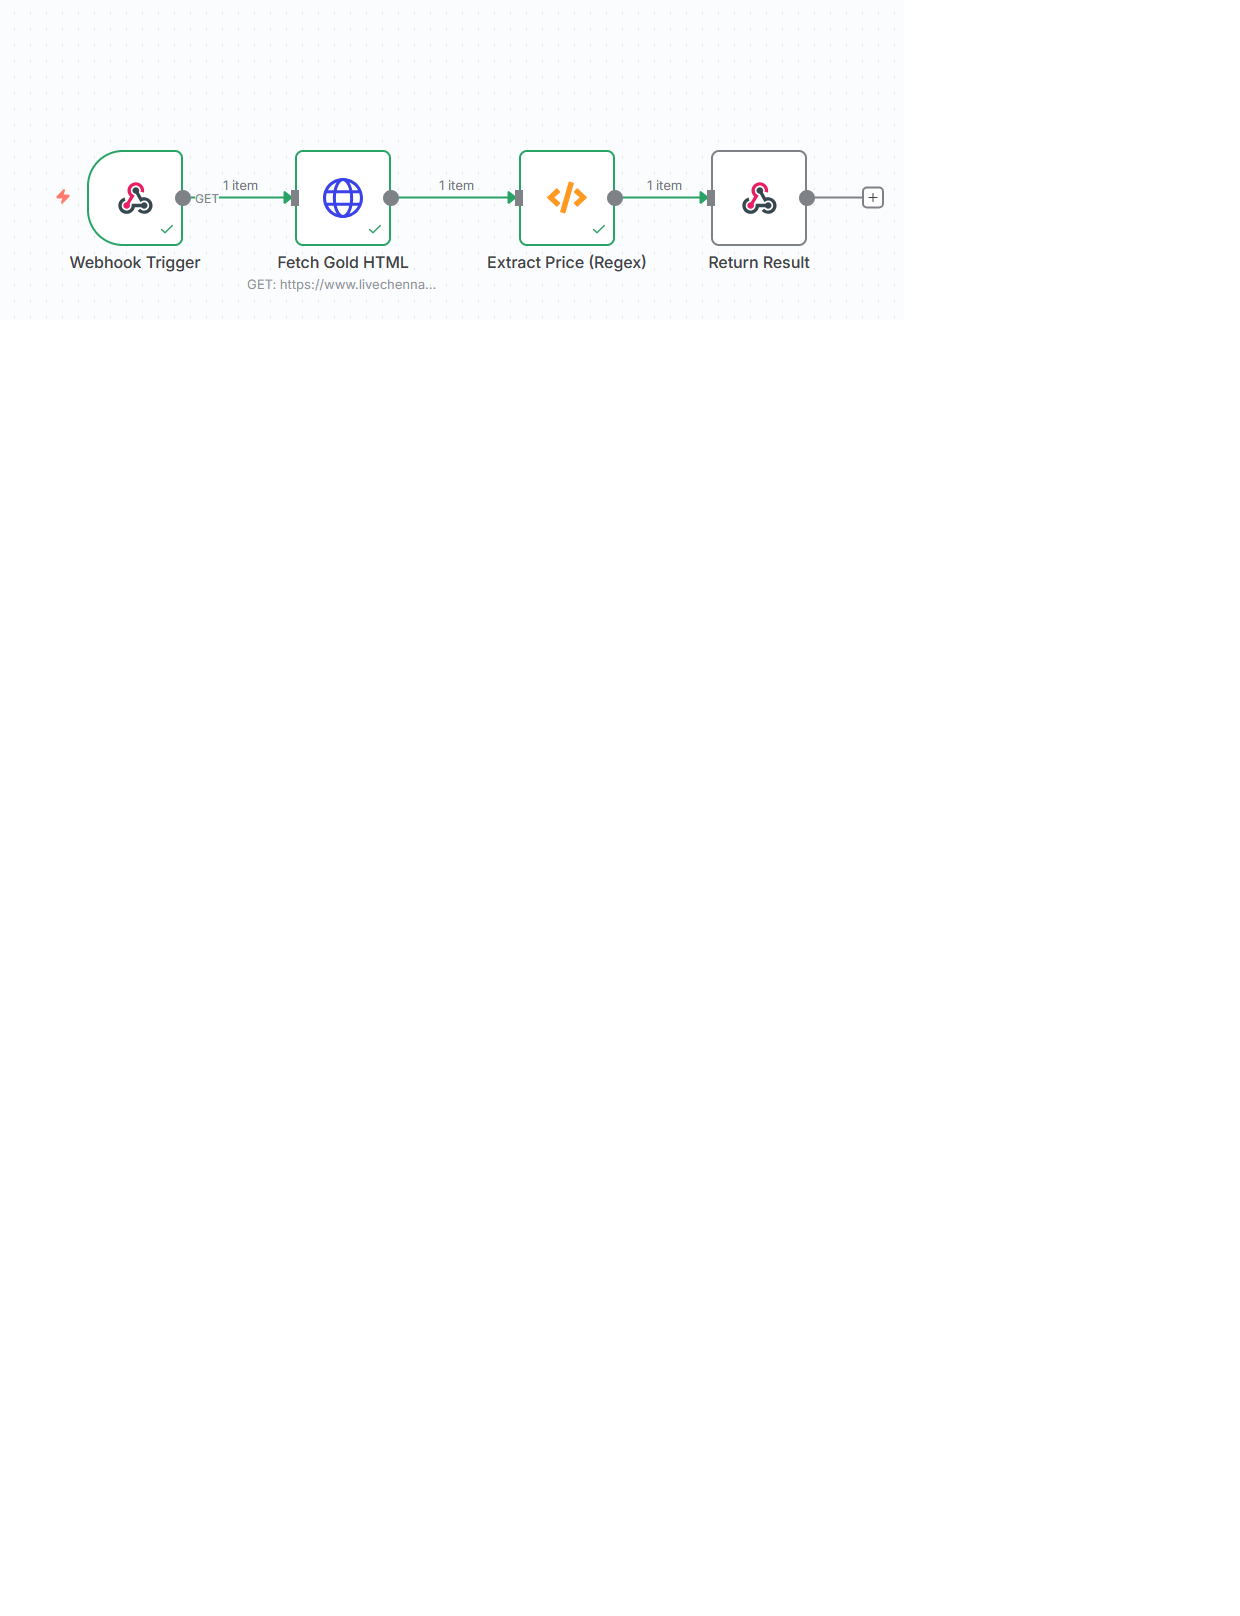 GET
1 item
1 item
1 item
Webhook Trigger
Fetch Gold HTML
GET: https://www.livechenna...
Extract Price (Regex)
Return Result